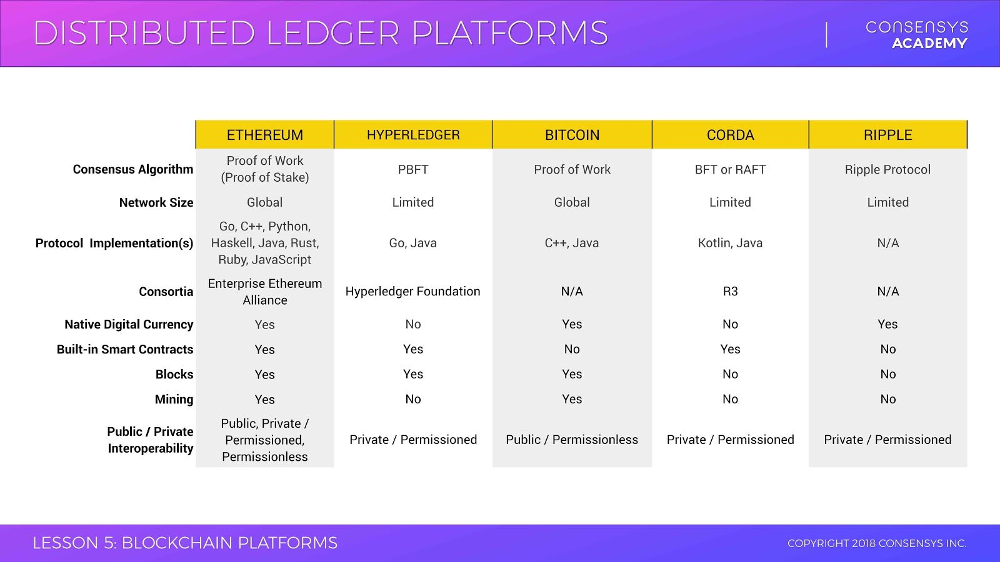 DISTRIBUTED LEDGER PLATFORMS
CONSENSYS
ACADEMY
ETHEREUM HYPERLEDGER BITCOIN CORDA RIPPLE
Consensus Algorithm Proof of Work (Proof of Stake) PBFT Proof of Work BFT or RAFT Ripple Protocol
Network Size Global Limited Global Limited Limited
Protocol Implementation(s) Go, C++, Python, Haskell, Java, Rust, Ruby, JavaScript Go, Java C++, Java Kotlin, Java N/A
Consortia Enterprise Ethereum Alliance Hyperledger Foundation N/A R3 N/A
Native Digital Currency Yes No Yes No Yes
Built-in Smart Contracts Yes Yes No Yes No
Blocks Yes Yes Yes No No
Mining Yes No Yes No No
Public / Private Interoperability Public, Private / Permissioned, Permissionless Private / Permissioned Public / Permissionless Private / Permissioned Private / Permissioned
LESSON 5: BLOCKCHAIN PLATFORMS
COPYRIGHT 2018 CONSENSYS INC.